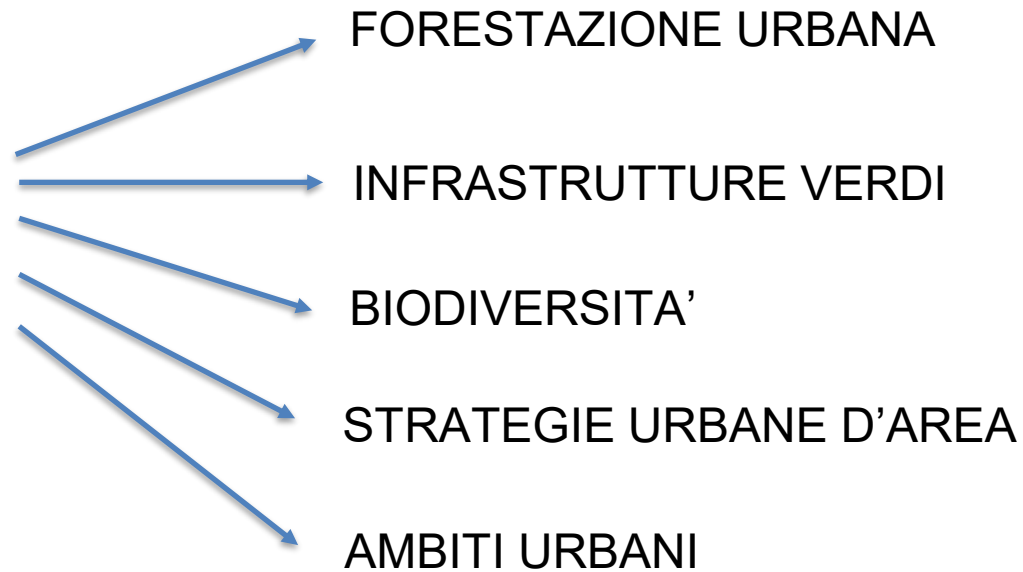 FORESTAZIONE URBANA
INFRASTRUTTURE VERDI
BIODIVERSITA’
STRATEGIE URBANE D’AREA
AMBITI URBANI